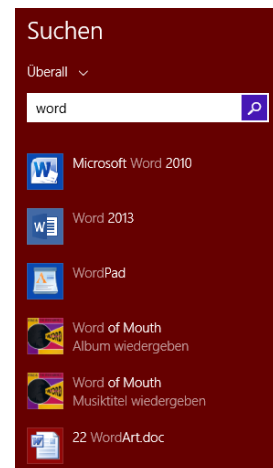 Suchen
Überall
word
Microsoft Word 2010
Word 2013
WordPad
Word of Mouth
Album wiedergeben
Word of Mouth
Musiktitel wiedergeben
22 WordArt.doc